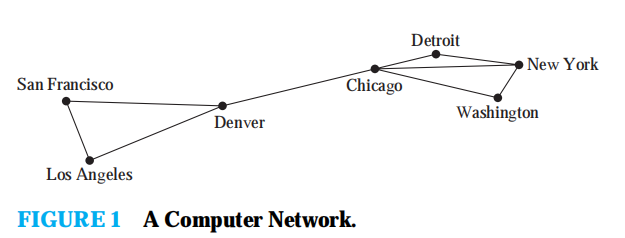 Detroit
New York
San Francisco
Chicago
Washington
Denver
Los Angeles
FIGURE 1 A Computer Network.